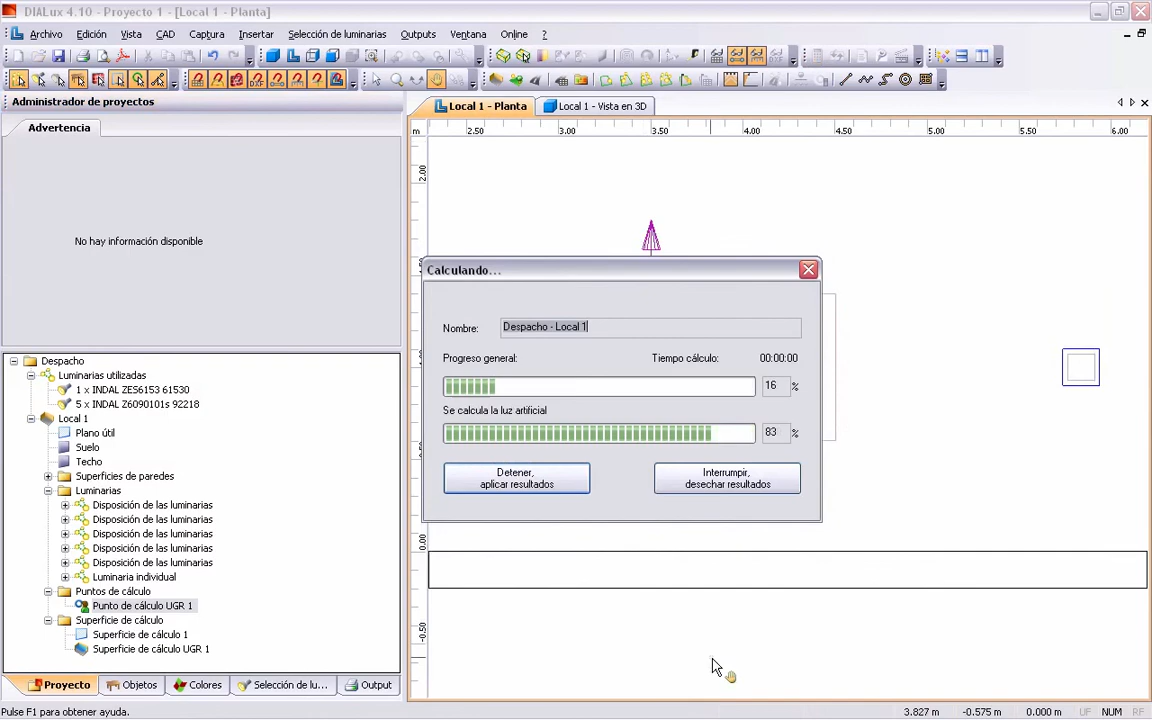 DIALux 4.10 - Proyecto 1 - [Local 1 - Planta]
Archivo Edición Vista CAD Captura Insertar Selección de luminarias Outputs Ventana Online ?
Administrador de proyectos
Advertencia
No hay información disponible
Despacho
Luminarias utilizadas
1 x INDAL ZES6153 61530
5 x INDAL Z6090101s 92218
Local 1
Plano útil
Suelo
Techo
Superficies de paredes
Luminarias
Disposición de las luminarias
Disposición de las luminarias
Disposición de las luminarias
Disposición de las luminarias
Disposición de las luminarias
Luminaria individual
Puntos de cálculo
Punto de cálculo UGR 1
Superficie de cálculo
Superficie de cálculo 1
Superficie de cálculo UGR 1
Proyecto Objetos Colores Selección de lu... Output
Local 1 - Planta Local 1 - Vista en 3D
m 2.50 3.00 3.50 4.00 4.50 5.00 5.50 6.00
2.00
0.00
-0.50
Calculando...
Nombre: Despacho - Local 1
Progreso general: Tiempo cálculo: 00:00:00
16 %
Se calcula la luz artificial
83 %
Detener,
aplicar resultados
Interrumpir,
desechar resultados
Pulse F1 para obtener ayuda. 3.827 m -0.575 m 0.000 m UF NUM RF